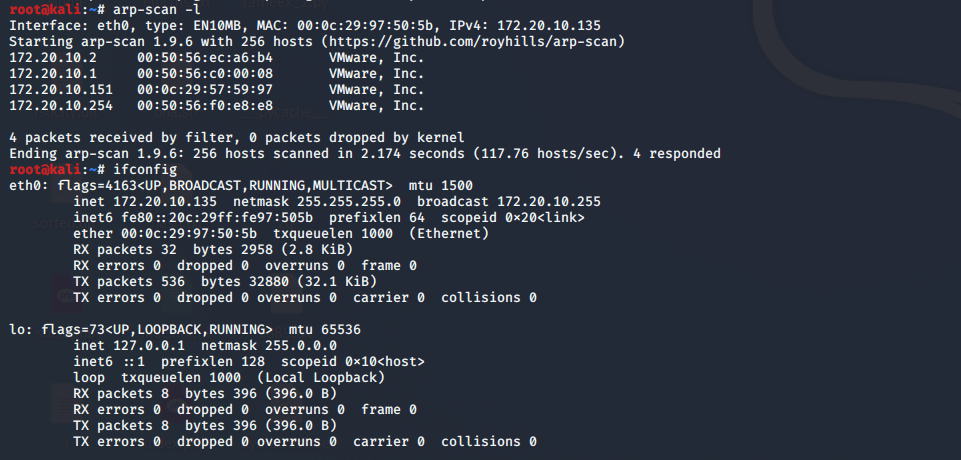 root@kali:~# arp-scan -l
Interface: eth0, type: EN10MB, MAC: 00:0c:29:97:50:5b, IPv4: 172.20.10.135
Starting arp-scan 1.9.6 with 256 hosts (https://github.com/royhills/arp-scan)
172.20.10.2     00:50:56:ec:a6:b4       VMware, Inc.
172.20.10.1     00:50:56:c0:00:08       VMware, Inc.
172.20.10.151   00:0c:29:57:59:97       VMware, Inc.
172.20.10.254   00:50:56:f0:e8:e8       VMware, Inc.
4 packets received by filter, 0 packets dropped by kernel
Ending arp-scan 1.9.6: 256 hosts scanned in 2.174 seconds (117.76 hosts/sec). 4 responded
root@kali:~# ifconfig
eth0: flags=4163<UP,BROADCAST,RUNNING,MULTICAST>  mtu 1500
        inet 172.20.10.135  netmask 255.255.255.0  broadcast 172.20.10.255
        inet6 fe80::20c:29ff:fe97:505b  prefixlen 64  scopeid 0×20<link>
        ether 00:0c:29:97:50:5b  txqueuelen 1000  (Ethernet)
        RX packets 32  bytes 2958 (2.8 KiB)
        RX errors 0  dropped 0  overruns 0  frame 0
        TX packets 536  bytes 32880 (32.1 KiB)
        TX errors 0  dropped 0 overruns 0  carrier 0  collisions 0
lo: flags=73<UP,LOOPBACK,RUNNING>  mtu 65536
        inet 127.0.0.1  netmask 255.0.0.0
        inet6 ::1  prefixlen 128  scopeid 0×10<host>
        loop  txqueuelen 1000  (Local Loopback)
        RX packets 8  bytes 396 (396.0 B)
        RX errors 0  dropped 0  overruns 0  frame 0
        TX packets 8  bytes 396 (396.0 B)
        TX errors 0  dropped 0 overruns 0  carrier 0  collisions 0